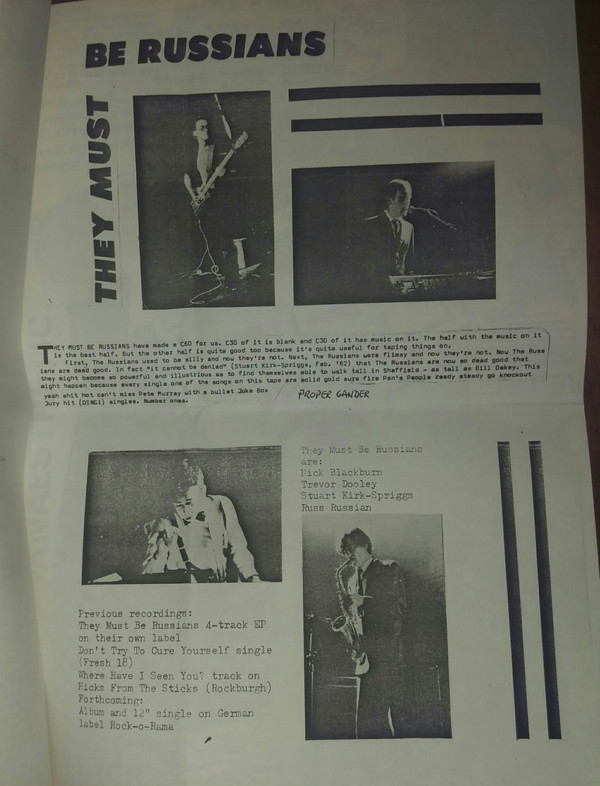 BE RUSSIANS
THEY MUST
THEY MUST BE RUSSIANS have made a C60 for us. C30 of it is blank and C30 of it has music on it. The half with the music on it
is the best half. But the other half is quite good too because it's quite useful for taping things on.
First, The Russians used to be silly and now they're not. Next, The Russians were flimsy and now they're not. Now The Russ
ians are dead good. In fact "it cannot be denied" (Stuart Kirk-Spriggs, Feb. '82) that The Russians are now so dead good that
they might become so powerful and illustrious as to find themselves able to walk tall in Sheffield - as tall as Bill Oakey. This
might happen because every single one of the songs on this tape are solid gold sure fire Pan's People ready steady go knockout
yeah shit hot can't miss Pete Murray with a bullet Juke Box
Jury hit (DING!) singles. Number ones.
PROPER GANDER
They Must Be Russians
are:
Nick Blackburn
Trevor Dooley
Stuart Kirk-Spriggs
Russ Russian
Previous recordings:
They Must Be Russians 4-track EP
on their own label
Don't Try To Cure Yourself single
(Fresh 18)
Where Have I Seen You? track on
Hicks From The Sticks (Rockburgh)
Forthcoming:
Album and 12" single on German
label Rock-o-Rama